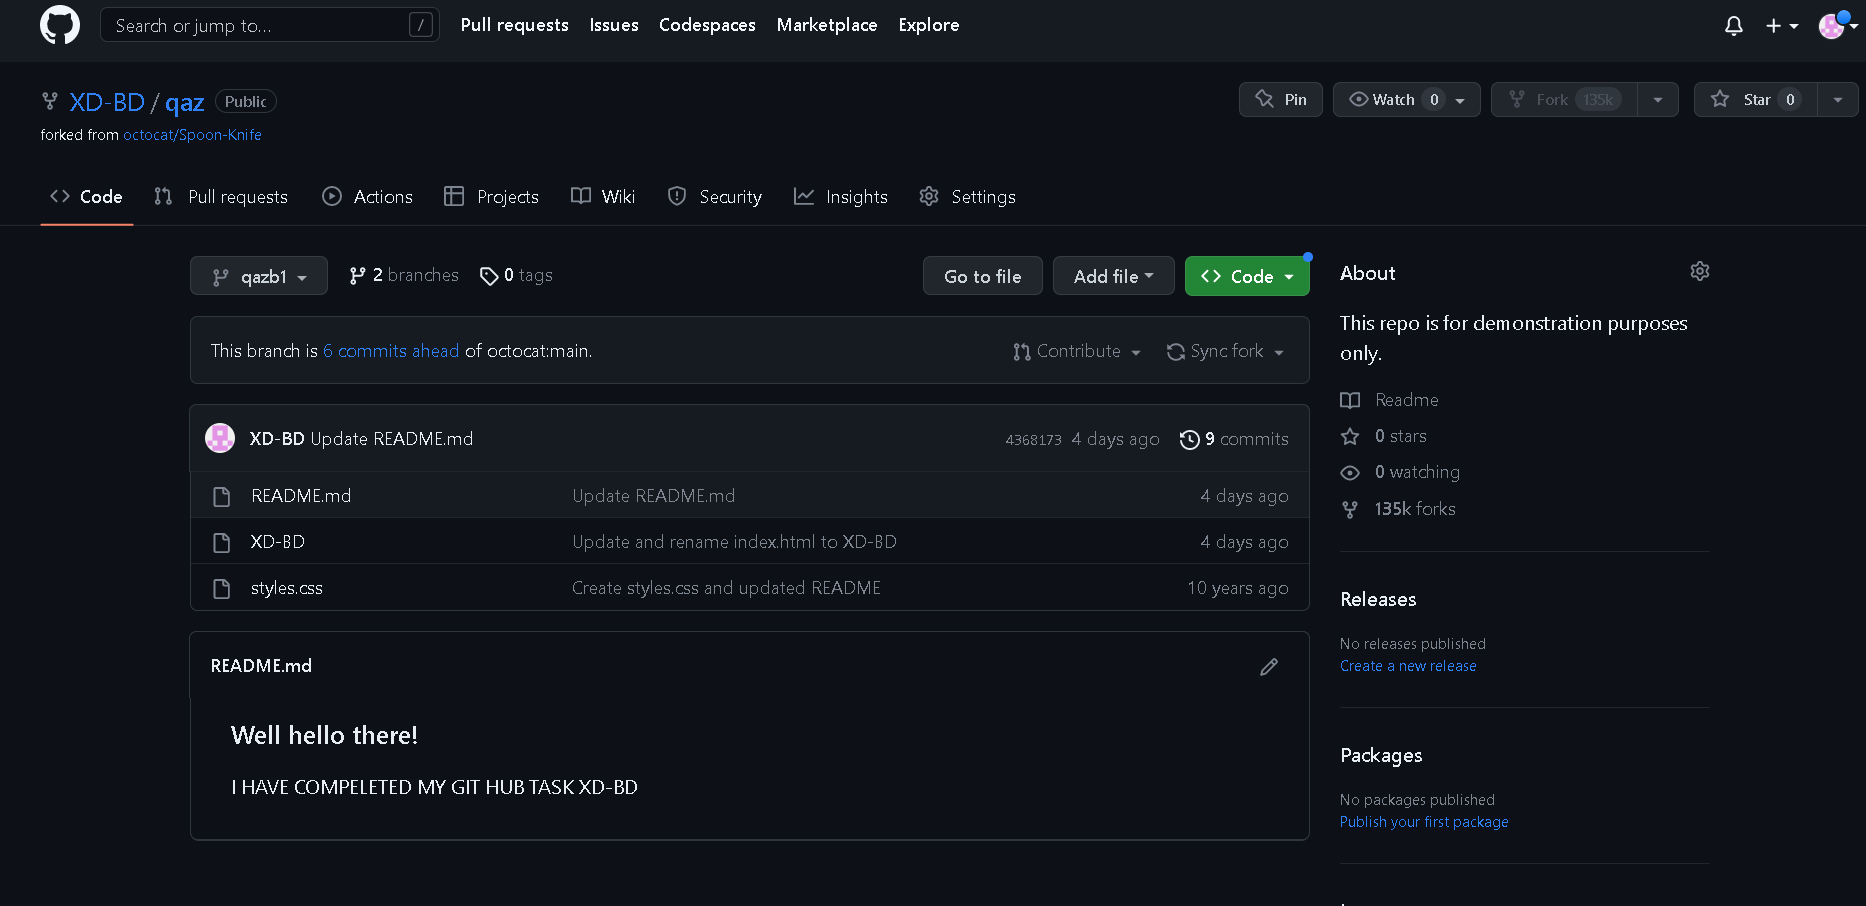 Search or jump to... / Pull requests Issues Codespaces Marketplace Explore
XD-BD / qaz Public Pin Watch 0 Fork 135k Star 0
forked from octocat/Spoon-Knife
Code Pull requests Actions Projects Wiki Security Insights Settings
qazb1 2 branches 0 tags Go to file Add file Code
This branch is 6 commits ahead of octocat:main. Contribute Sync fork
XD-BD Update README.md 4368173 4 days ago 9 commits
README.md Update README.md 4 days ago
XD-BD Update and rename index.html to XD-BD 4 days ago
styles.css Create styles.css and updated README 10 years ago
README.md
Well hello there!
I HAVE COMPELETED MY GIT HUB TASK XD-BD
About
This repo is for demonstration purposes
only.
Readme
0 stars
0 watching
135k forks
Releases
No releases published
Create a new release
Packages
No packages published
Publish your first package